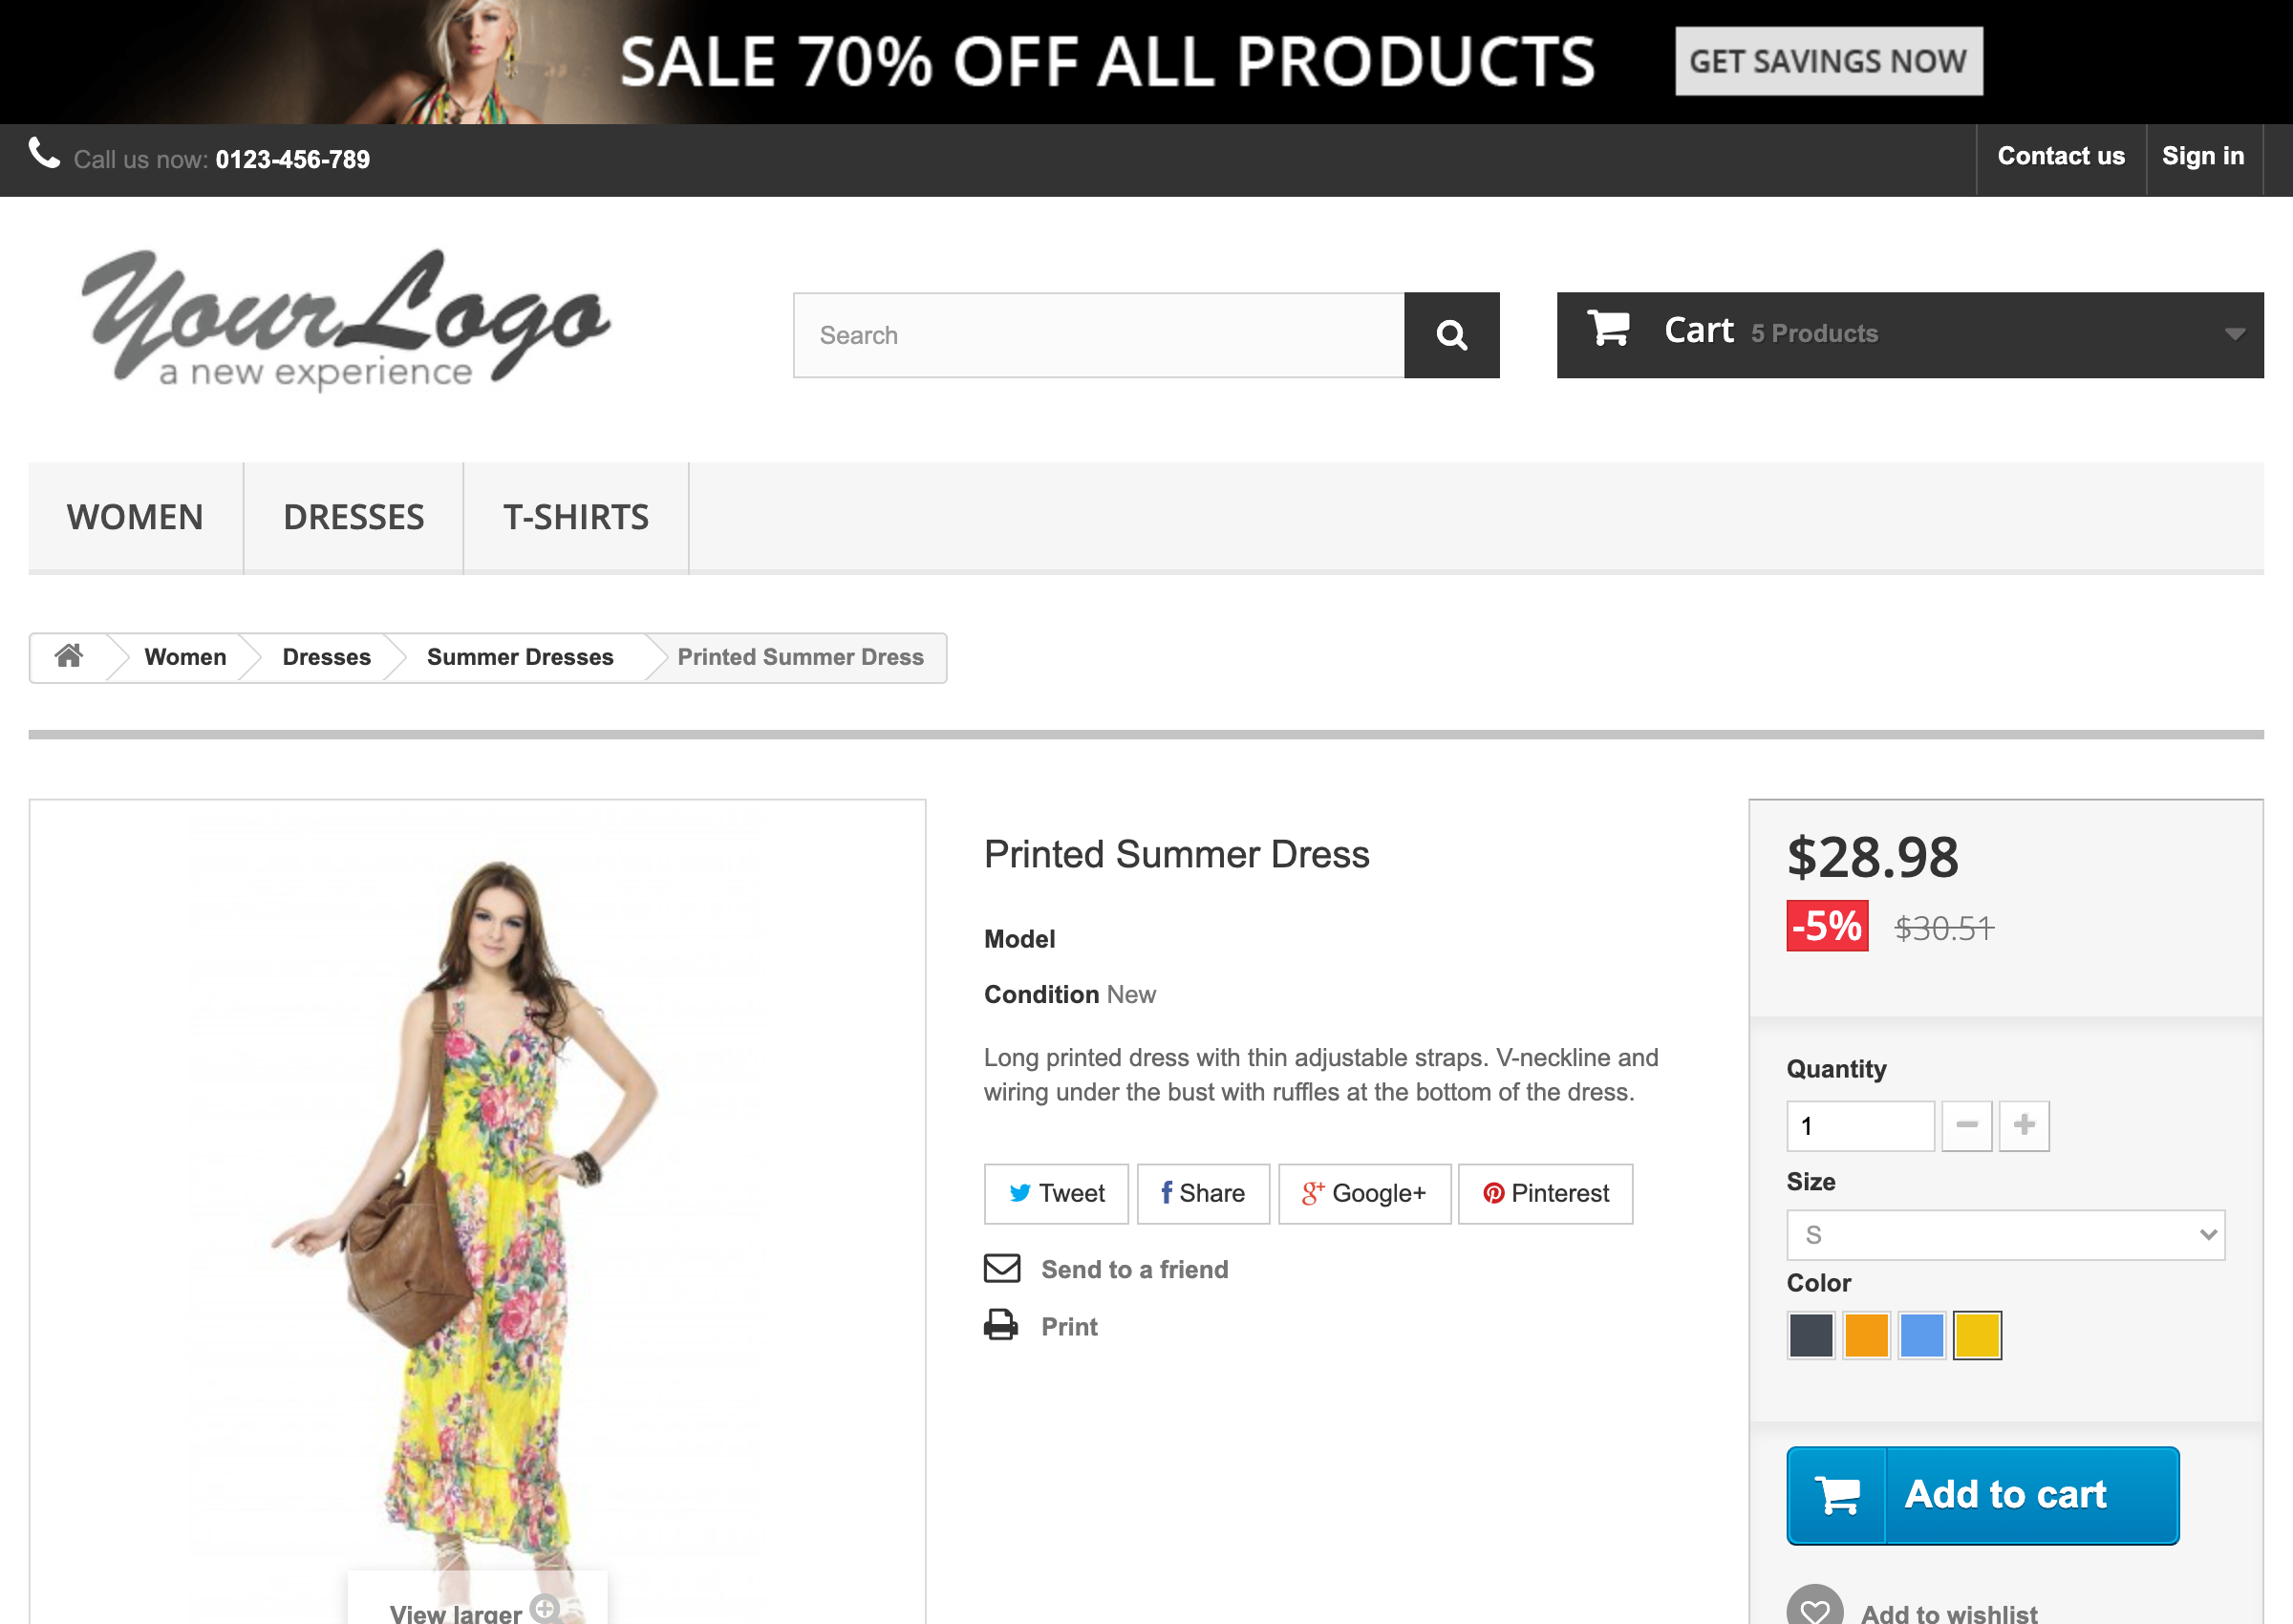 SALE 70% OFF ALL PRODUCTS GET SAVINGS NOW
Call us now: 0123-456-789 Contact us Sign in
YourLogo
a new experience
Search
Cart 5 Products
WOMEN DRESSES T-SHIRTS
Women Dresses Summer Dresses Printed Summer Dress
Printed Summer Dress
Model
Condition New
Long printed dress with thin adjustable straps. V-neckline and
wiring under the bust with ruffles at the bottom of the dress.
Tweet Share Google+ Pinterest
Send to a friend
Print
View larger
$28.98
-5% $30.51
Quantity
1
Size
S
Color
Add to cart
Add to wishlist